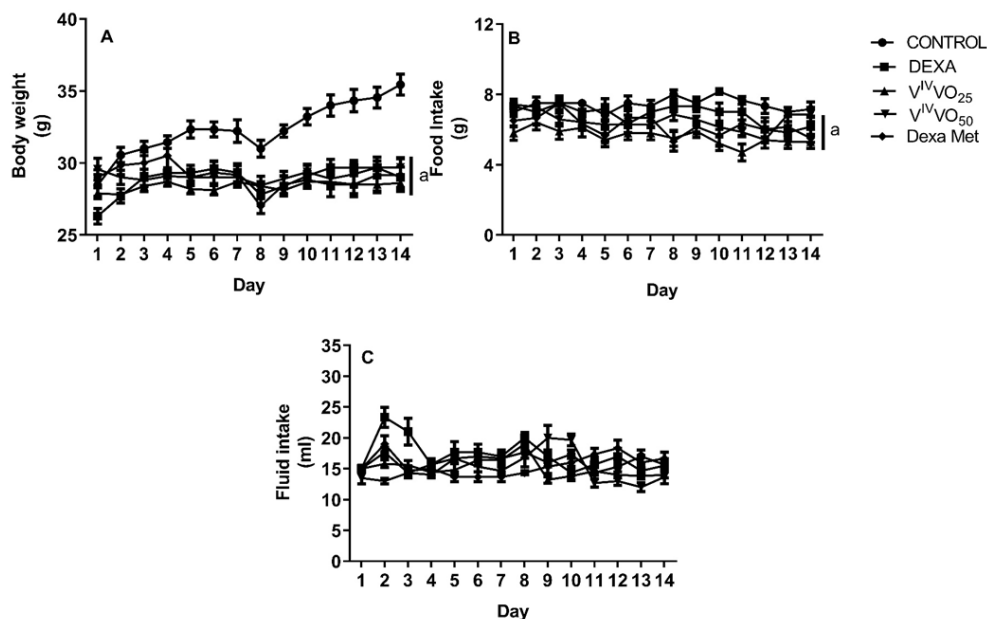 A
Body weight
(g)
40
35
30
25
a
1 2 3 4 5 6 7 8 9 10 11 12 13 14
Day
B
Food Intake
(g)
12
8
4
0
a
1 2 3 4 5 6 7 8 9 10 11 12 13 14
Day
CONTROL
DEXA
VᴵⱽVO₂₅
VᴵⱽVO₅₀
Dexa Met
C
Fluid intake
(ml)
35
30
25
20
15
10
5
0
1 2 3 4 5 6 7 8 9 10 11 12 13 14
Day